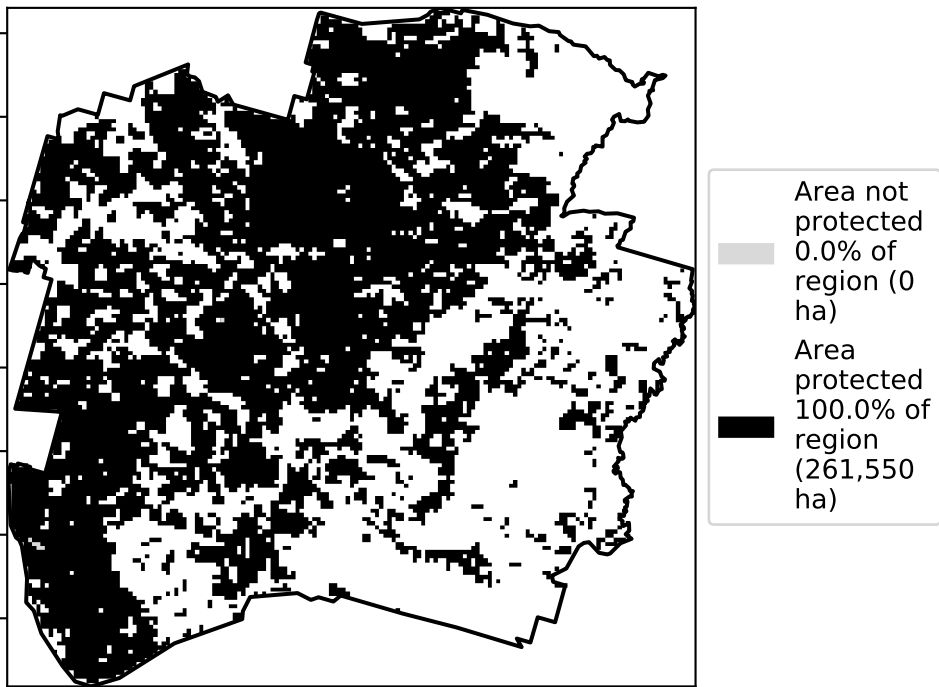 Area not
protected
0.0% of
region (0
ha)
Area
protected
100.0% of
region
(261,550
ha)